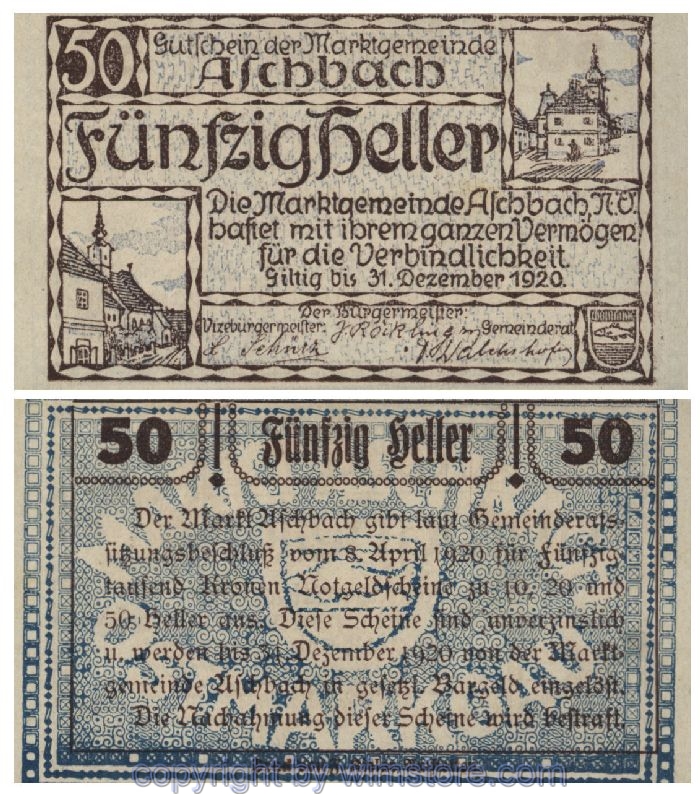 50
Gutschein der Marktgemeinde
Aschbach
Fünfzig Heller
Die Marktgemeinde Aschbach, N.Ö.
haftet mit ihrem ganzen Vermögen
für die Verbindlichkeit.
Giltig bis 31. Dezember 1920.
Der Bürgermeister:
Vizebürgermeister: Gemeinderat
50 Fünfzig Heller 50
Der Markt Aschbach gibt laut Gemeinderats-
sitzungsbeschluß vom 8. April 1920 für Fünfzig-
tausend Kronen Notgeldscheine zu 10, 20 und
50 Heller aus. Diese Scheine sind unverzinslich
u. werden bis 31. Dezember 1920 von der Markt-
gemeinde Aschbach in gesetzl. Bargeld eingelöst.
Die Nachahmung dieser Scheine wird bestraft.
copyright by wimstore.com